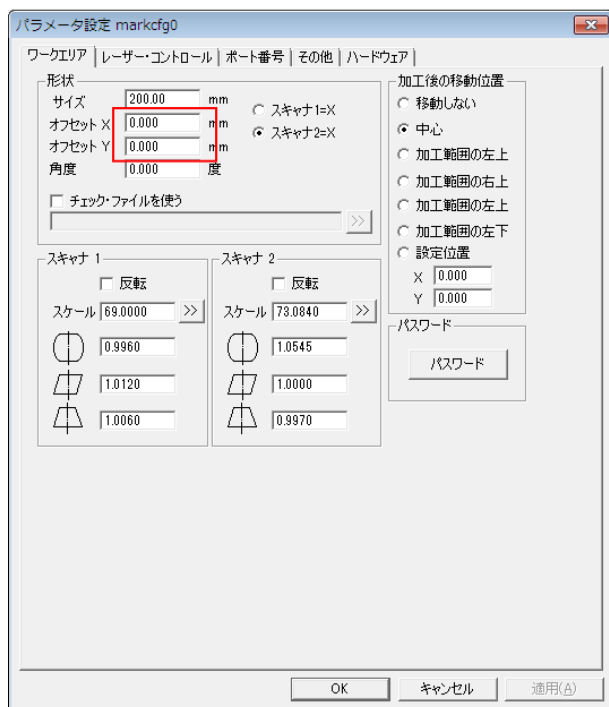 パラメータ設定 markcfg0
ワークエリア レーザー・コントロール ポート番号 その他 ハードウェア
形状
サイズ 200.00 mm
オフセット X 0.000 mm
オフセット Y 0.000 mm
角度 0.000 度
スキャナ1=X
スキャナ2=X
チェック・ファイルを使う
>>
加工後の移動位置
移動しない
中心
加工範囲の左上
加工範囲の右上
加工範囲の左上
加工範囲の左下
設定位置
X 0.000
Y 0.000
スキャナ 1
反転
スケール 69.0000 >>
0.9960
1.0120
1.0060
スキャナ 2
反転
スケール 73.0840 >>
1.0545
1.0000
0.9970
パスワード
パスワード
OK キャンセル 適用(A)